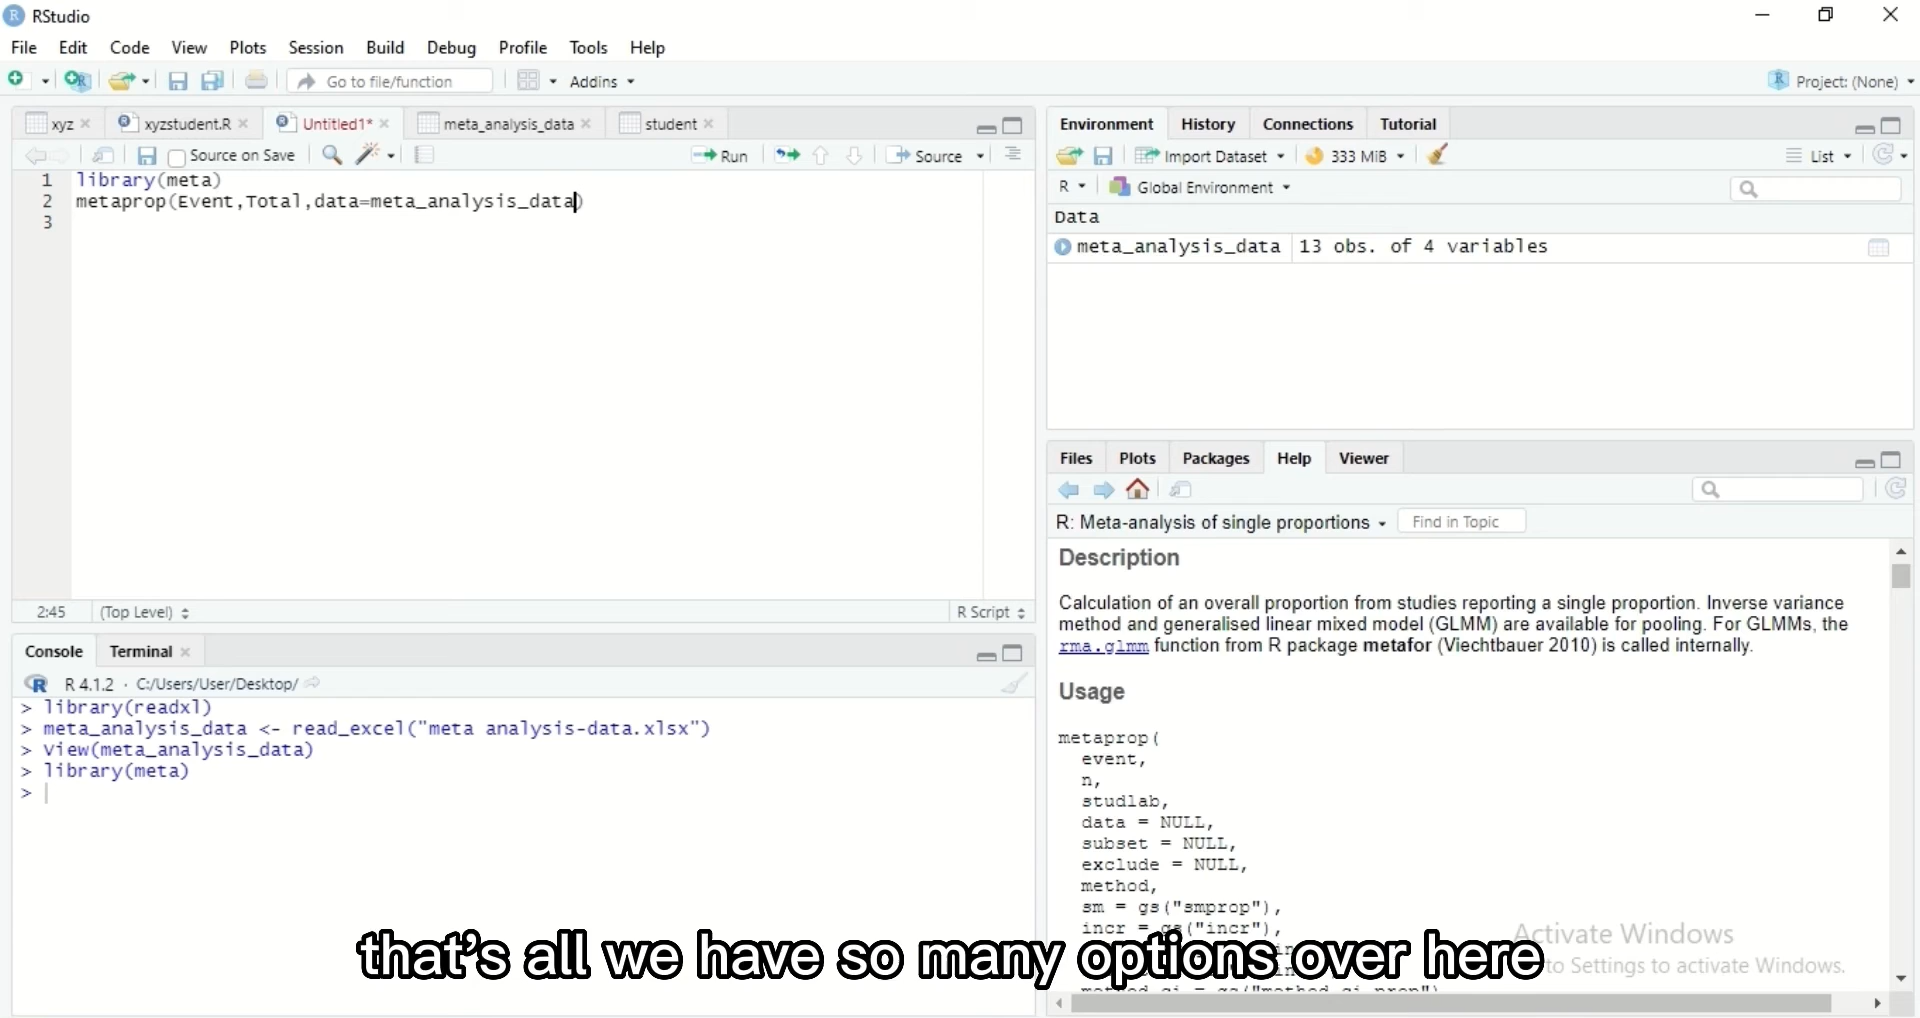 RStudio
File Edit Code View Plots Session Build Debug Profile Tools Help
Go to file/function Addins Project: (None)
xyz xyzstudent.R Untitled1* meta_analysis_data student
Source on Save Run Source
1 library(meta)
2 metaprop(Event,Total,data=meta_analysis_data)
3
2:45 (Top Level) R Script
Console Terminal
R 4.1.2 · C:/Users/User/Desktop/
> library(readxl)
> meta_analysis_data <- read_excel("meta analysis-data.xlsx")
> View(meta_analysis_data)
> library(meta)
>
Environment History Connections Tutorial
Import Dataset 333 MiB List
R Global Environment
Data
meta_analysis_data 13 obs. of 4 variables
Files Plots Packages Help Viewer
R: Meta-analysis of single proportions Find in Topic
Description
Calculation of an overall proportion from studies reporting a single proportion. Inverse variance
method and generalised linear mixed model (GLMM) are available for pooling. For GLMMs, the
rma.glmm function from R package metafor (Viechtbauer 2010) is called internally.
Usage
metaprop(
event,
n,
studlab,
data = NULL,
subset = NULL,
exclude = NULL,
method,
sm = gs("smprop"),
incr = gs("incr"),
Activate Windows
to Settings to activate Windows.
that's all we have so many options over here